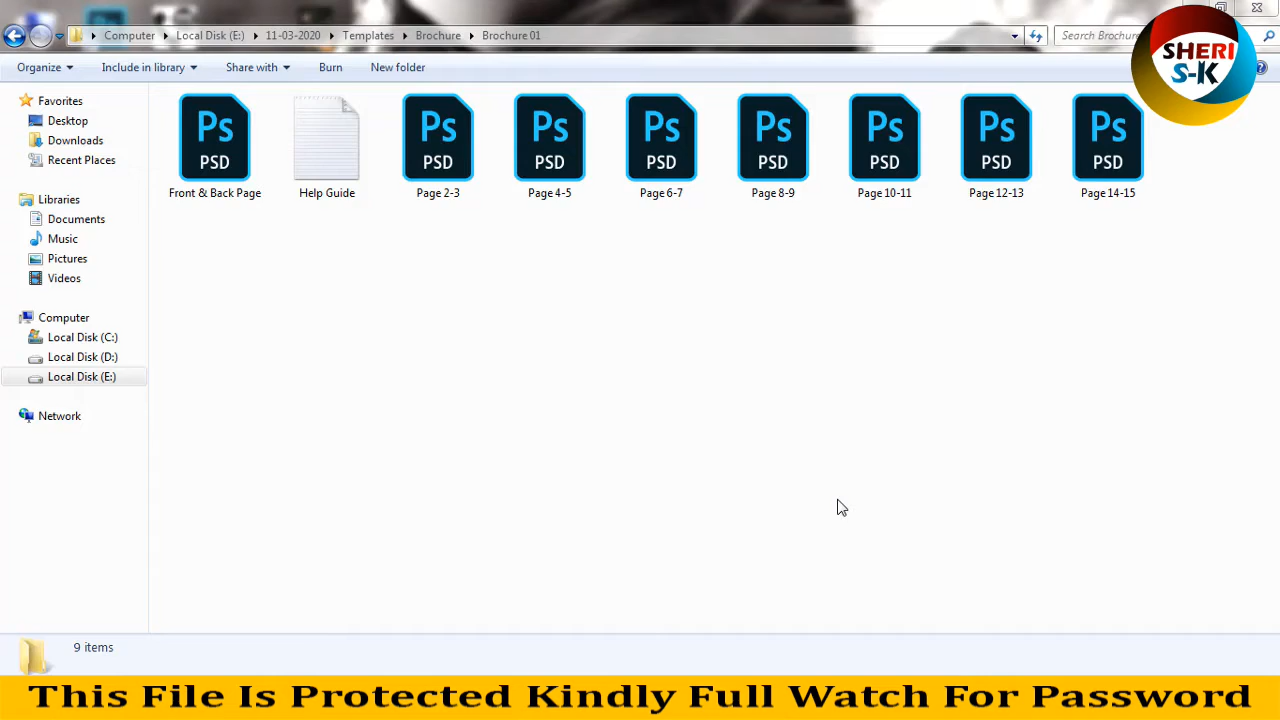 Computer Local Disk (E:) 11-03-2020 Templates Brochure Brochure 01
Search Brochure
SHERI
S-K
Organize Include in library Share with Burn New folder
Favorites
Desktop
Downloads
Recent Places
Libraries
Documents
Music
Pictures
Videos
Computer
Local Disk (C:)
Local Disk (D:)
Local Disk (E:)
Network
Ps Ps Ps Ps Ps Ps Ps Ps
PSD PSD PSD PSD PSD PSD PSD PSD
Front & Back Page Help Guide Page 2-3 Page 4-5 Page 6-7 Page 8-9 Page 10-11 Page 12-13 Page 14-15
9 items
This File Is Protected Kindly Full Watch For Password